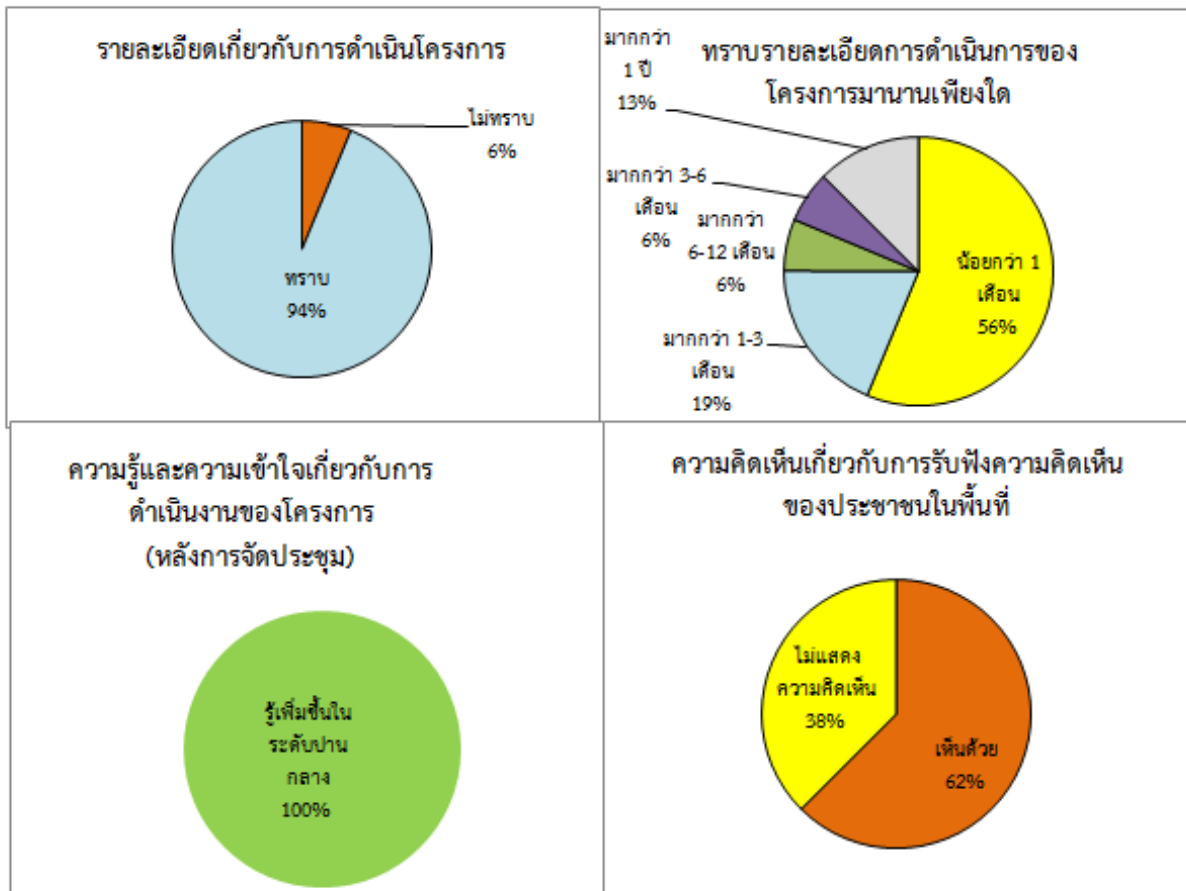 รายละเอียดเกี่ยวกับการดำเนินโครงการ
ไม่ทราบ
6%
ทราบ
94%
ทราบรายละเอียดการดำเนินการของ
โครงการมานานเพียงใด
มากกว่า
1 ปี
13%
มากกว่า 3-6
เดือน
6%
มากกว่า
6-12 เดือน
6%
มากกว่า 1-3
เดือน
19%
น้อยกว่า 1
เดือน
56%
ความรู้และความเข้าใจเกี่ยวกับการ
ดำเนินงานของโครงการ
(หลังการจัดประชุม)
รู้เพิ่มขึ้นใน
ระดับปาน
กลาง
100%
ความคิดเห็นเกี่ยวกับการรับฟังความคิดเห็น
ของประชาชนในพื้นที่
ไม่แสดง
ความคิดเห็น
38%
เห็นด้วย
62%